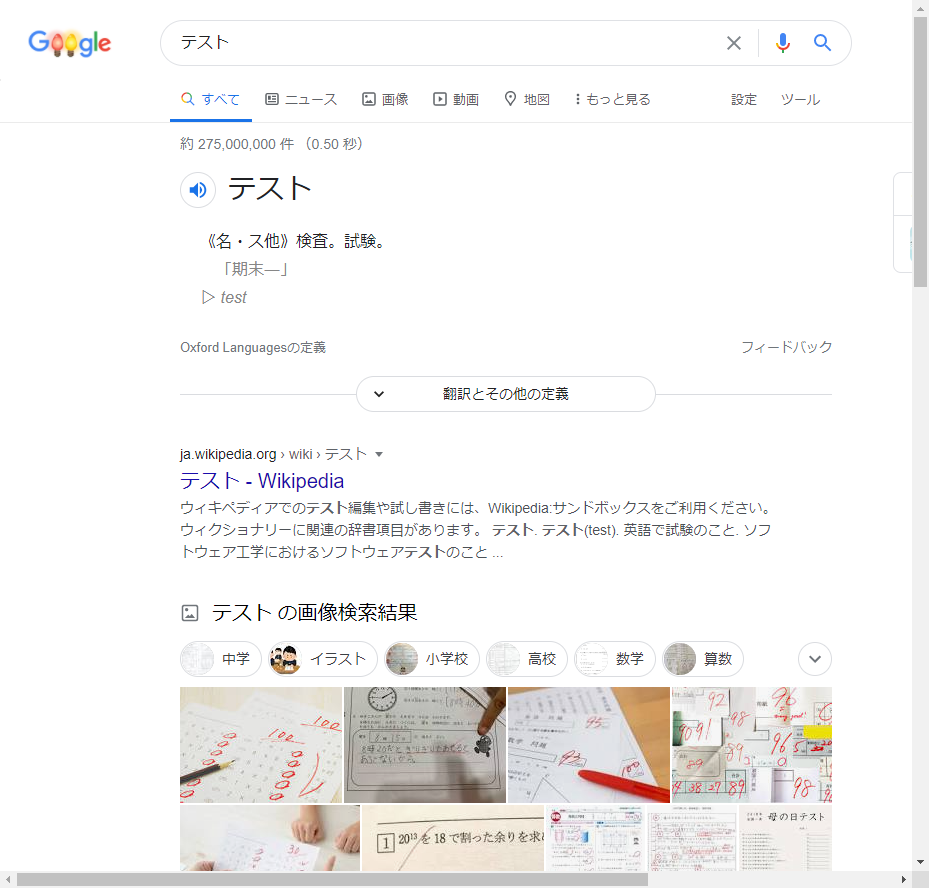 Google
テスト
すべて ニュース 画像 動画 地図 もっと見る 設定 ツール
約 275,000,000 件 （0.50 秒）
テスト
《名・ス他》検査。試験。
「期末―」
▷ test
Oxford Languagesの定義 フィードバック
翻訳とその他の定義
ja.wikipedia.org › wiki › テスト
テスト - Wikipedia
ウィキペディアでのテスト編集や試し書きには、Wikipedia:サンドボックスをご利用ください。
ウィクショナリーに関連の辞書項目があります。 テスト. テスト(test). 英語で試験のこと. ソフ
トウェア工学におけるソフトウェアテストのこと ...
テスト の画像検索結果
中学 イラスト 小学校 高校 数学 算数
100 100
95
92 96
98
89
98
1 2013を 18 で割った余りを求め
母の日テスト